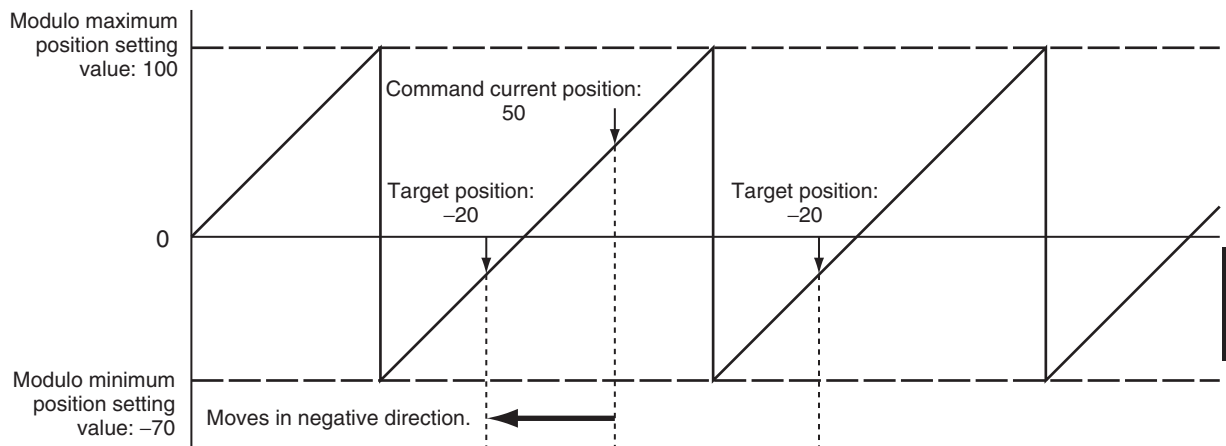 Modulo maximum
position setting
value: 100
Command current position:
50
Target position:
–20
Target position:
–20
0
Modulo minimum
position setting
value: –70
Moves in negative direction.